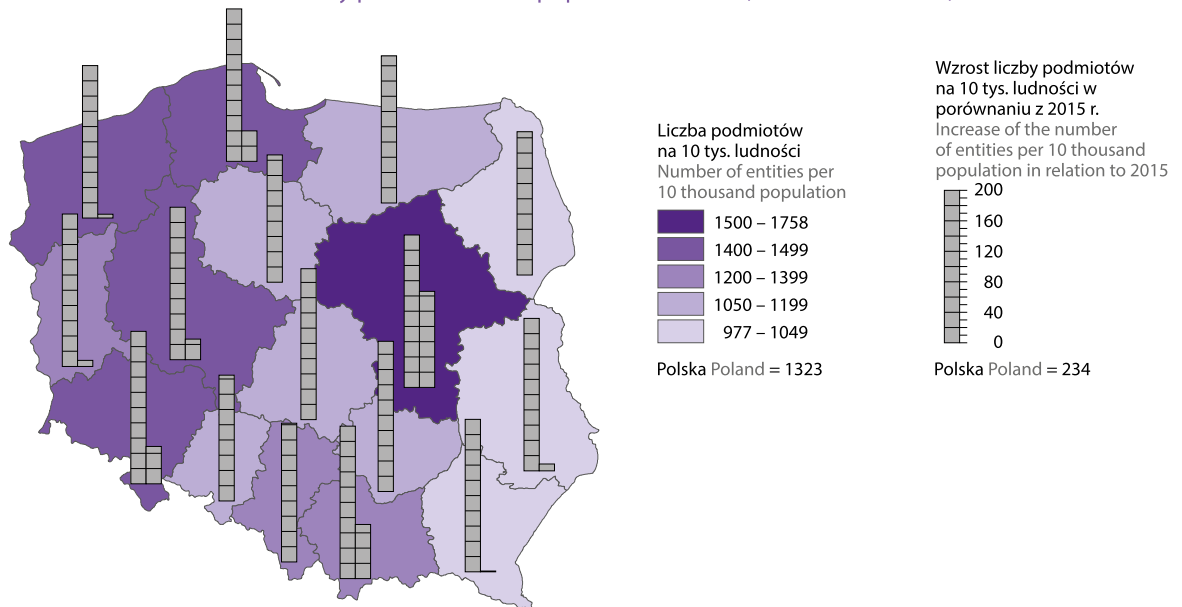 Liczba podmiotów
na 10 tys. ludności
Number of entities per
10 thousand population
1500 – 1758
1400 – 1499
1200 – 1399
1050 – 1199
977 – 1049
Polska Poland = 1323
Wzrost liczby podmiotów
na 10 tys. ludności w
porównaniu z 2015 r.
Increase of the number
of entities per 10 thousand
population in relation to 2015
200
160
120
80
40
0
Polska Poland = 234